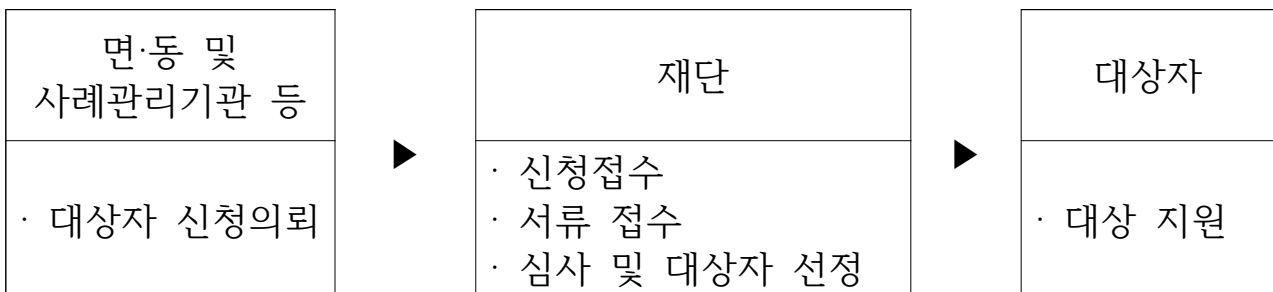 면·동 및
사례관리기관 등
· 대상자 신청의뢰
▶
재단
· 신청접수
· 서류 접수
· 심사 및 대상자 선정
▶
대상자
· 대상 지원